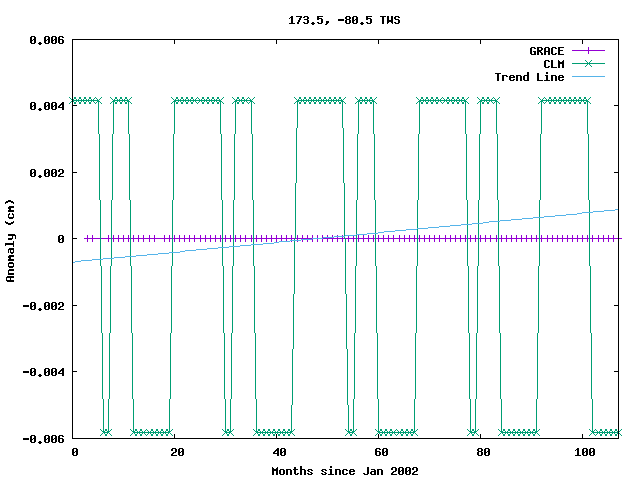 173.5, -80.5 TWS
GRACE
CLM
Trend Line
0.006
0.004
0.002
0
-0.002
-0.004
-0.006
Anomaly (cm)
0 20 40 60 80 100
Months since Jan 2002